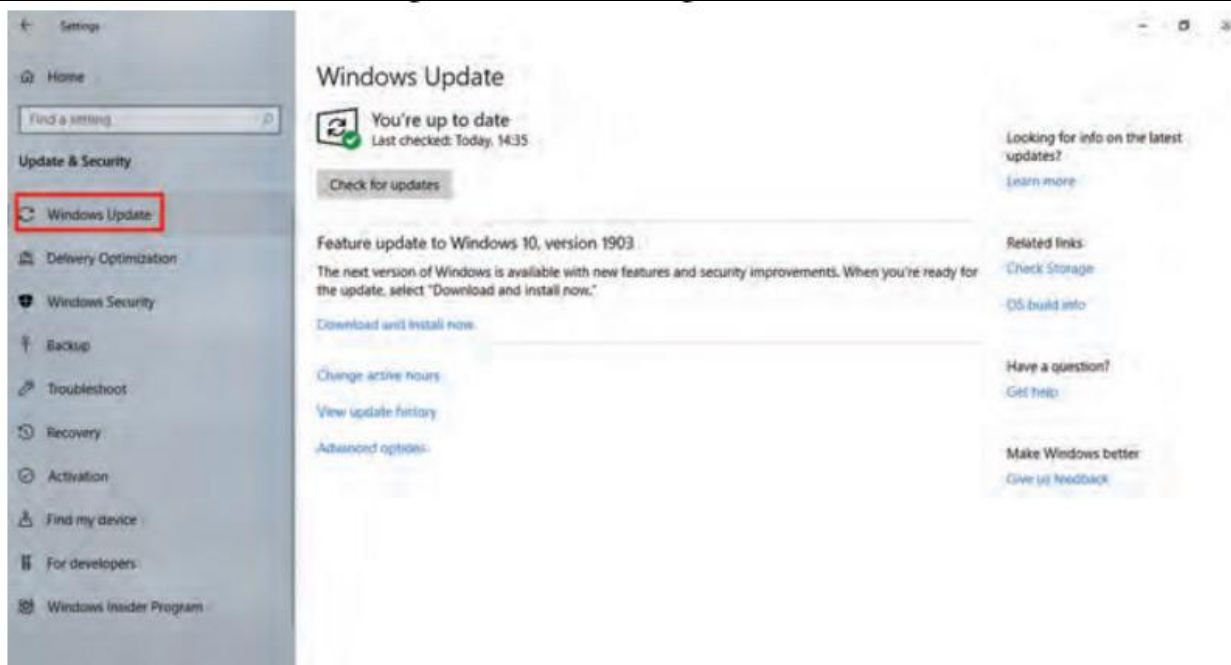 Settings
Home
Find a setting
Update & Security
Windows Update
Delivery Optimization
Windows Security
Backup
Troubleshoot
Recovery
Activation
Find my device
For developers
Windows Insider Program
Windows Update
You're up to date
Last checked: Today, 14:35
Check for updates
Feature update to Windows 10, version 1903
The next version of Windows is available with new features and security improvements. When you're ready for
the update, select "Download and install now."
Download and install now
Change active hours
View update history
Advanced options
Looking for info on the latest
updates?
Learn more
Related links
Check Storage
OS build info
Have a question?
Get help
Make Windows better
Give us feedback